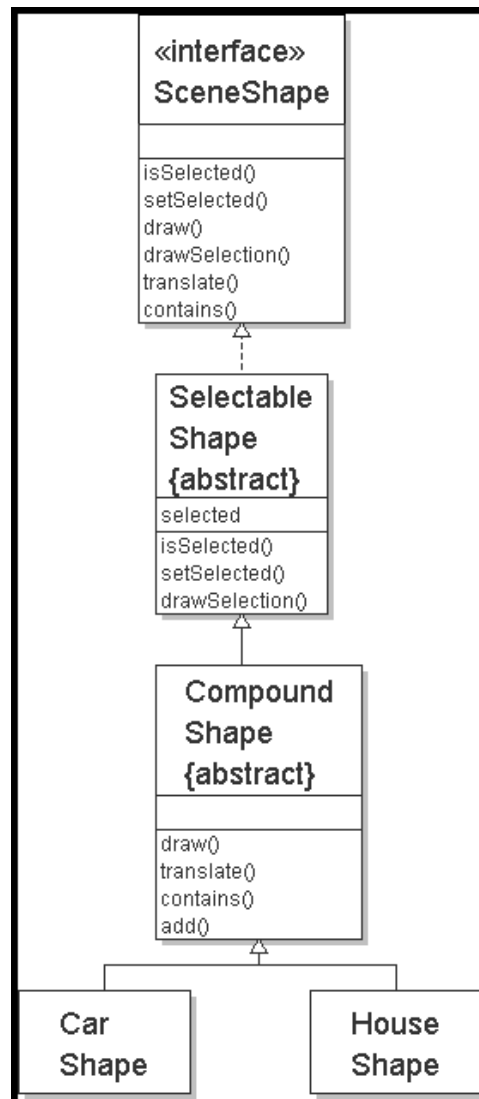 «interface»
SceneShape
isSelected()
setSelected()
draw()
drawSelection()
translate()
contains()
Selectable
Shape
{abstract}
selected
isSelected()
setSelected()
drawSelection()
Compound
Shape
{abstract}
draw()
translate()
contains()
add()
Car
Shape
House
Shape